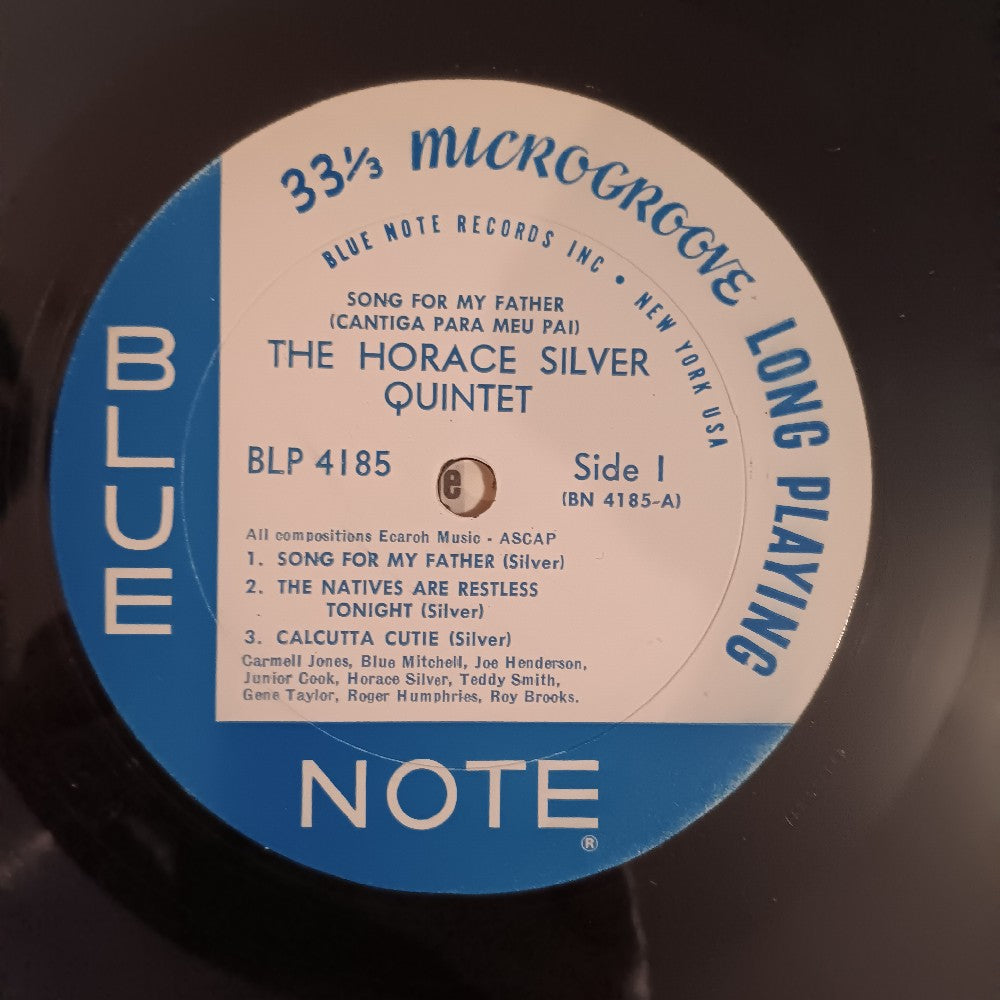 33⅓ MICROGROOVE LONG PLAYING
BLUE NOTE RECORDS INC • NEW YORK USA
SONG FOR MY FATHER
(CANTIGA PARA MEU PAI)
THE HORACE SILVER
QUINTET
BLP 4185
Side 1
(BN 4185-A)
e
All compositions Ecaroh Music - ASCAP
1. SONG FOR MY FATHER (Silver)
2. THE NATIVES ARE RESTLESS
TONIGHT (Silver)
3. CALCUTTA CUTIE (Silver)
Carmell Jones, Blue Mitchell, Joe Henderson,
Junior Cook, Horace Silver, Teddy Smith,
Gene Taylor, Roger Humphries, Roy Brooks.
BLUE
NOTE
®